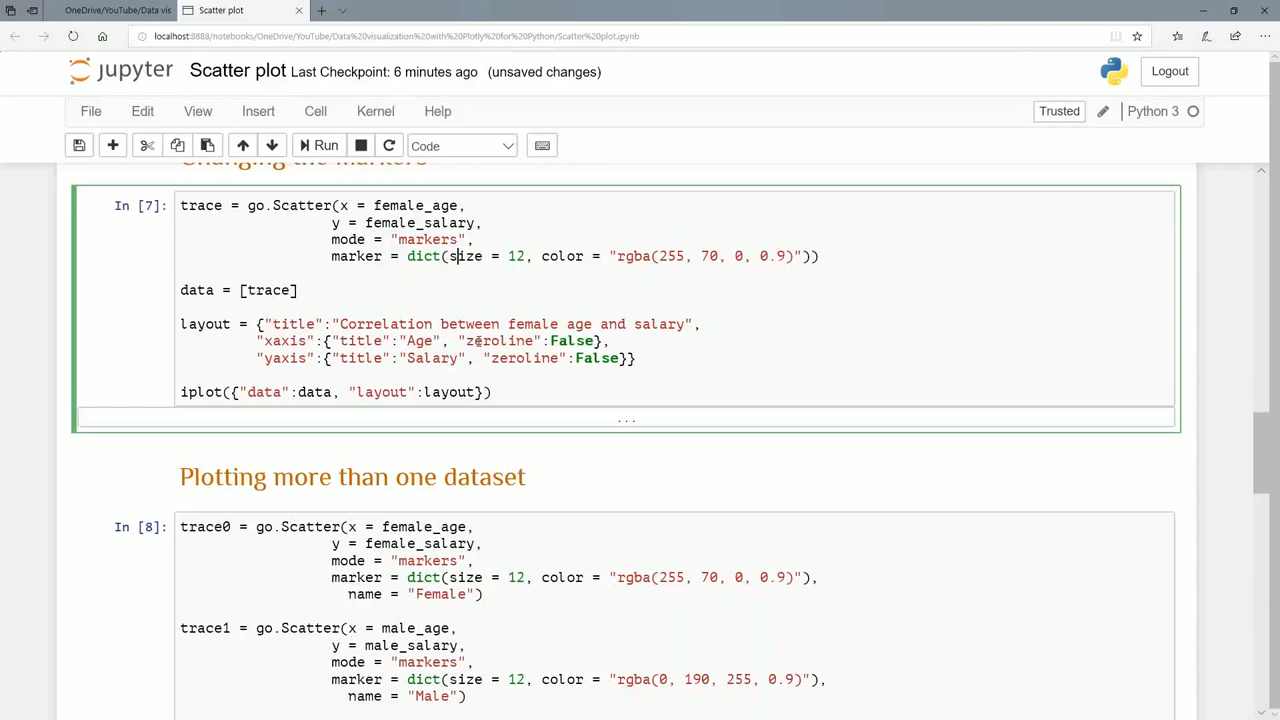 OneDrive/YouTube/Data vis
Scatter plot
localhost:8888/notebooks/OneDrive/YouTube/Data%20visualization%20with%20Plotly%20for%20Python/Scatter%20plot.ipynb
jupyter Scatter plot Last Checkpoint: 6 minutes ago (unsaved changes)
Logout
File Edit View Insert Cell Kernel Help
Trusted Python 3
Run Code
Changing the markers
In [7]: trace = go.Scatter(x = female_age,
y = female_salary,
mode = "markers",
marker = dict(size = 12, color = "rgba(255, 70, 0, 0.9)"))
data = [trace]
layout = {"title":"Correlation between female age and salary",
"xaxis":{"title":"Age", "zeroline":False},
"yaxis":{"title":"Salary", "zeroline":False}}
iplot({"data":data, "layout":layout})
...
Plotting more than one dataset
In [8]: trace0 = go.Scatter(x = female_age,
y = female_salary,
mode = "markers",
marker = dict(size = 12, color = "rgba(255, 70, 0, 0.9)"),
name = "Female")
trace1 = go.Scatter(x = male_age,
y = male_salary,
mode = "markers",
marker = dict(size = 12, color = "rgba(0, 190, 255, 0.9)"),
name = "Male")